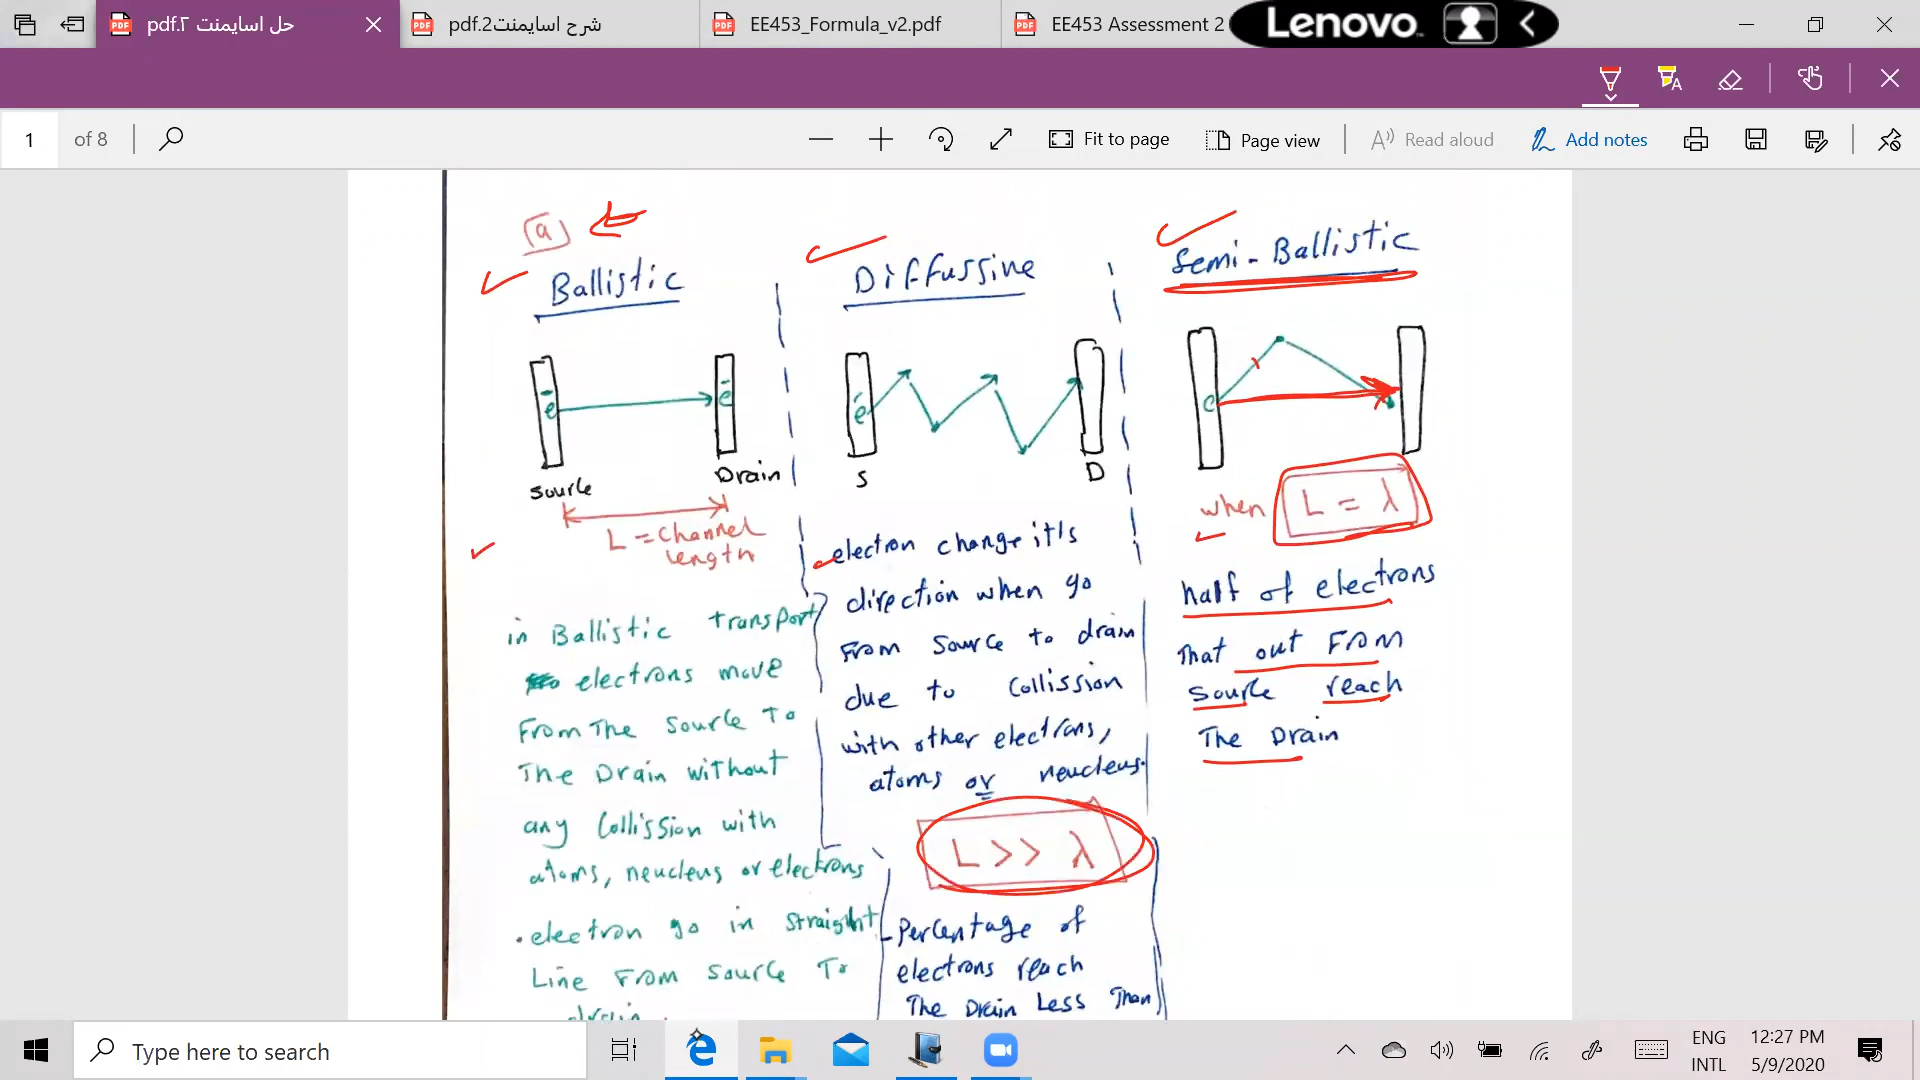 حل اسايمنت ٢.pdf
شرح اسايمنت2.pdf
EE453_Formula_v2.pdf
EE453 Assessment 2
Lenovo
1 of 8
Fit to page
Page view
Read aloud
Add notes
(a)
Ballistic
e
e
Source
Drain
L = Channel
length
in Ballistic transport
electrons move
From The source To
The Drain without
any Collission with
atoms, neucleus or electrons
• electron go in straight
Line From source To
drain.
Diffussine
e
S
D
electron change it's
direction when go
From Source to drain
due to Collission
with other electrons,
atoms or neucleus.
L >> λ
- Percentage of
electrons reach
The Drain Less Than
Semi-Ballistic
e
when L = λ
half of electrons
That out From
Source reach
The Drain
Type here to search
ENG
INTL
12:27 PM
5/9/2020